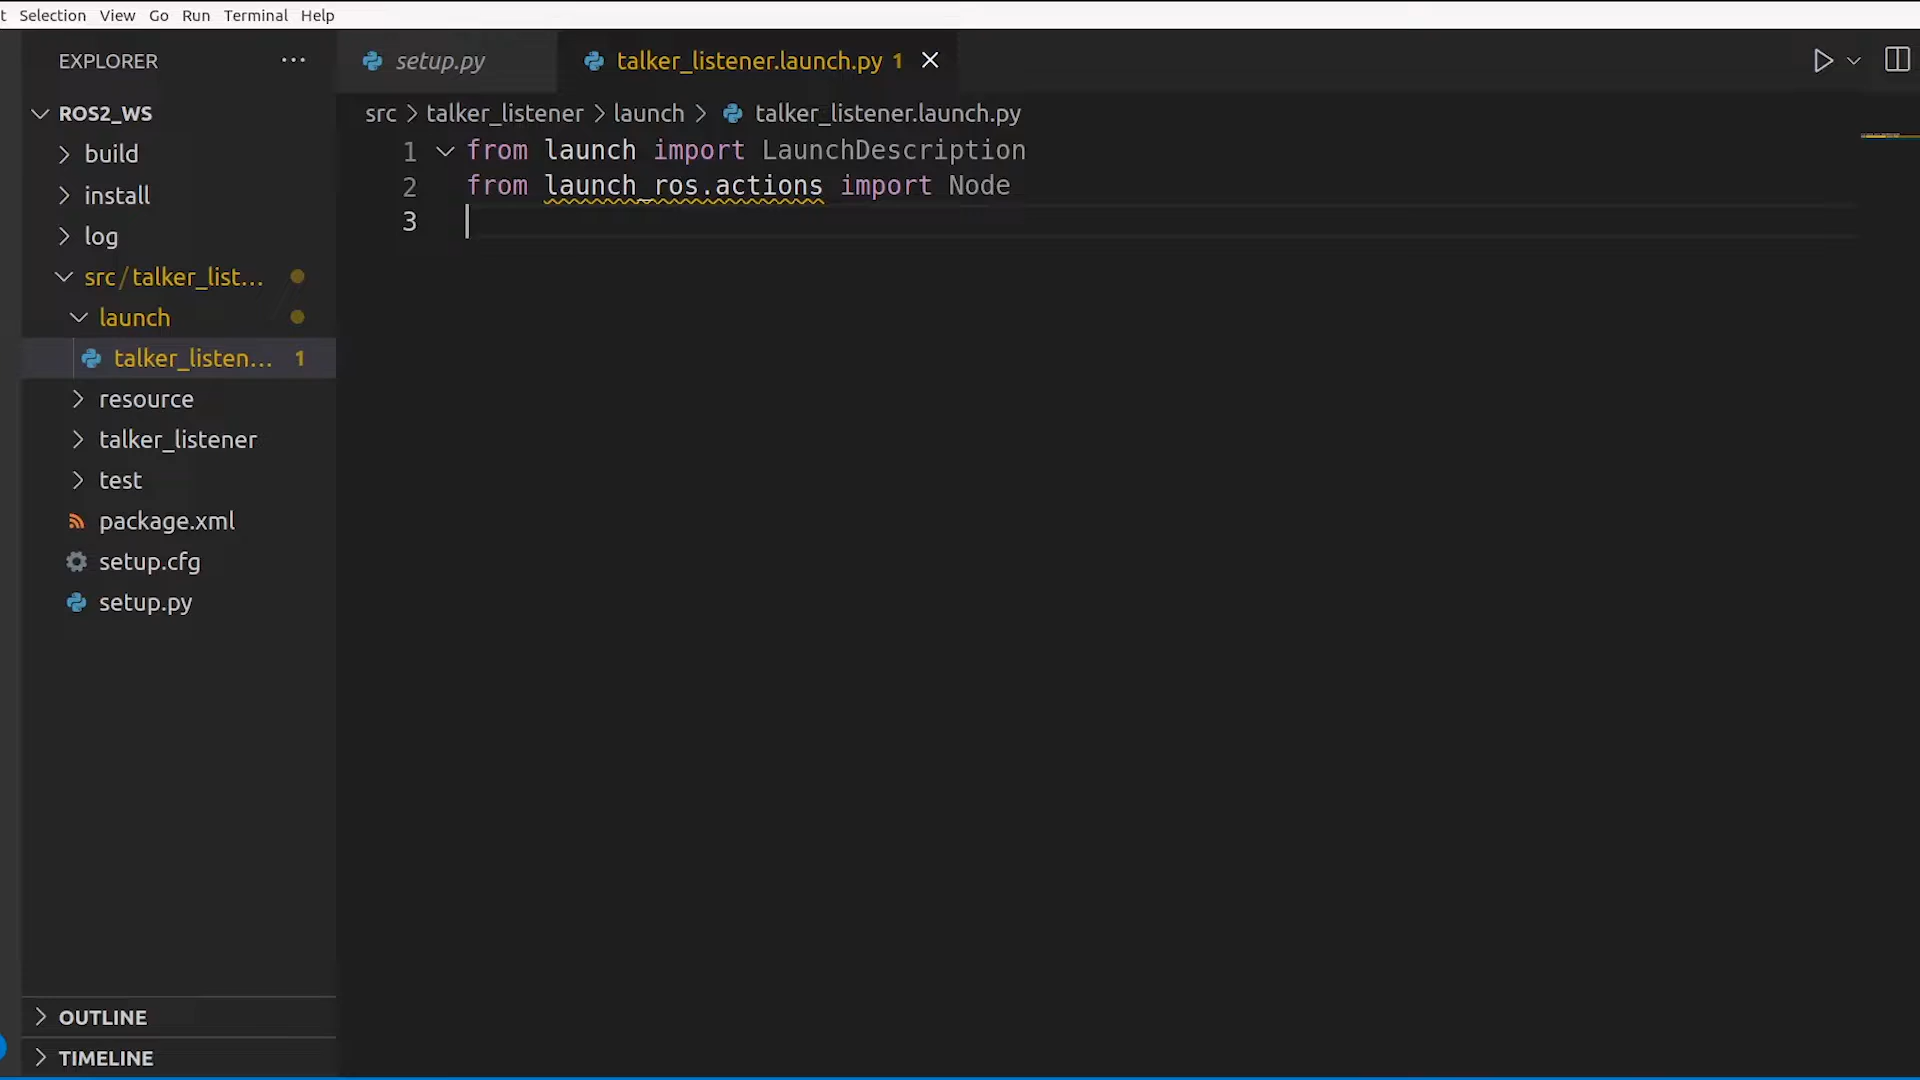 t Selection View Go Run Terminal Help
EXPLORER ...
setup.py
talker_listener.launch.py 1
ROS2_WS
src > talker_listener > launch > talker_listener.launch.py
build
install
log
src/talker_list...
launch
talker_listen... 1
resource
talker_listener
test
package.xml
setup.cfg
setup.py
1 from launch import LaunchDescription
2 from launch_ros.actions import Node
3
OUTLINE
TIMELINE